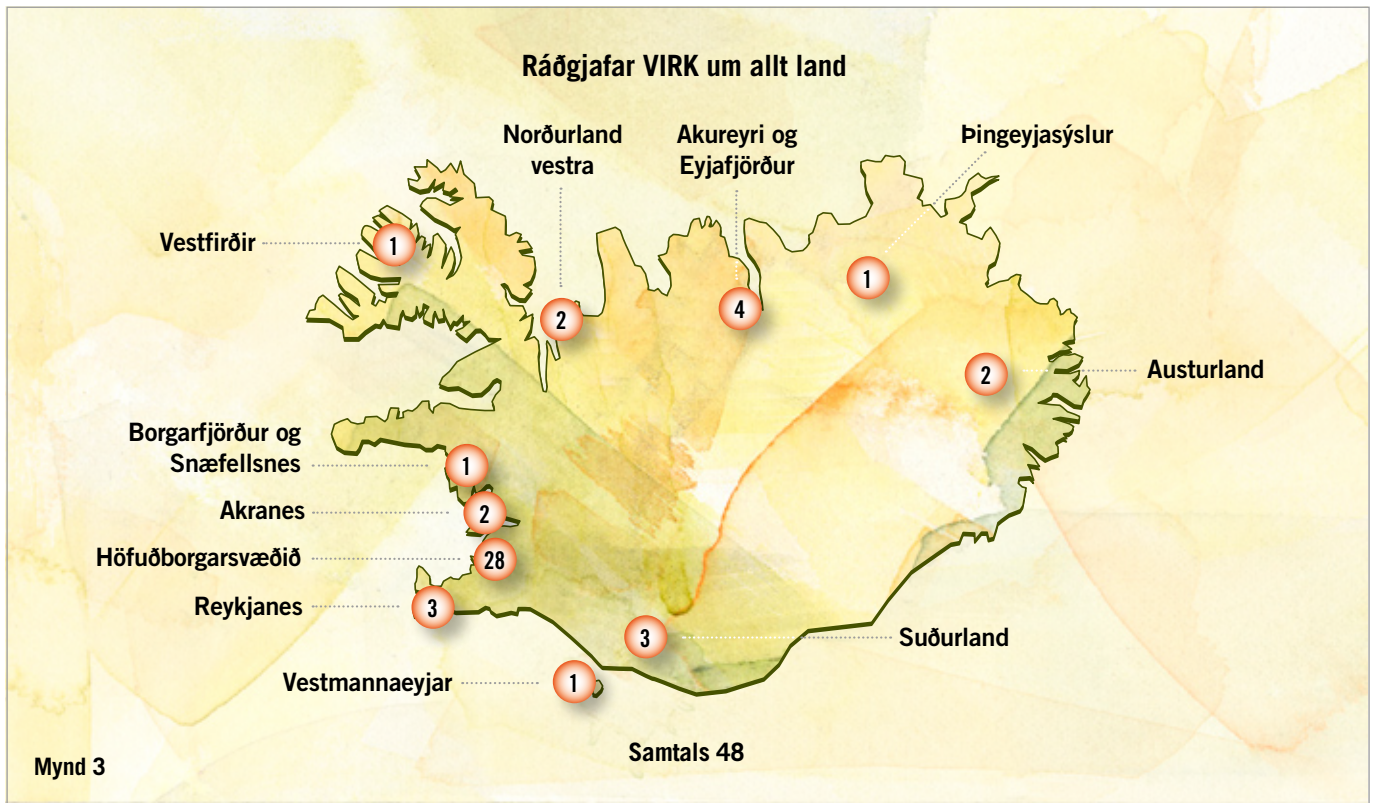 Ráðgjafar VIRK um allt land
Norðurland
vestra
Akureyri og
Eyjafjörður
Þingeyjasýslur
Vestfirðir
1
2
4
1
2
Austurland
Borgarfjörður og
Snæfellsnes
1
Akranes
2
Höfuðborgarsvæðið
28
Reykjanes
3
3
Suðurland
Vestmannaeyjar
1
Samtals 48
Mynd 3